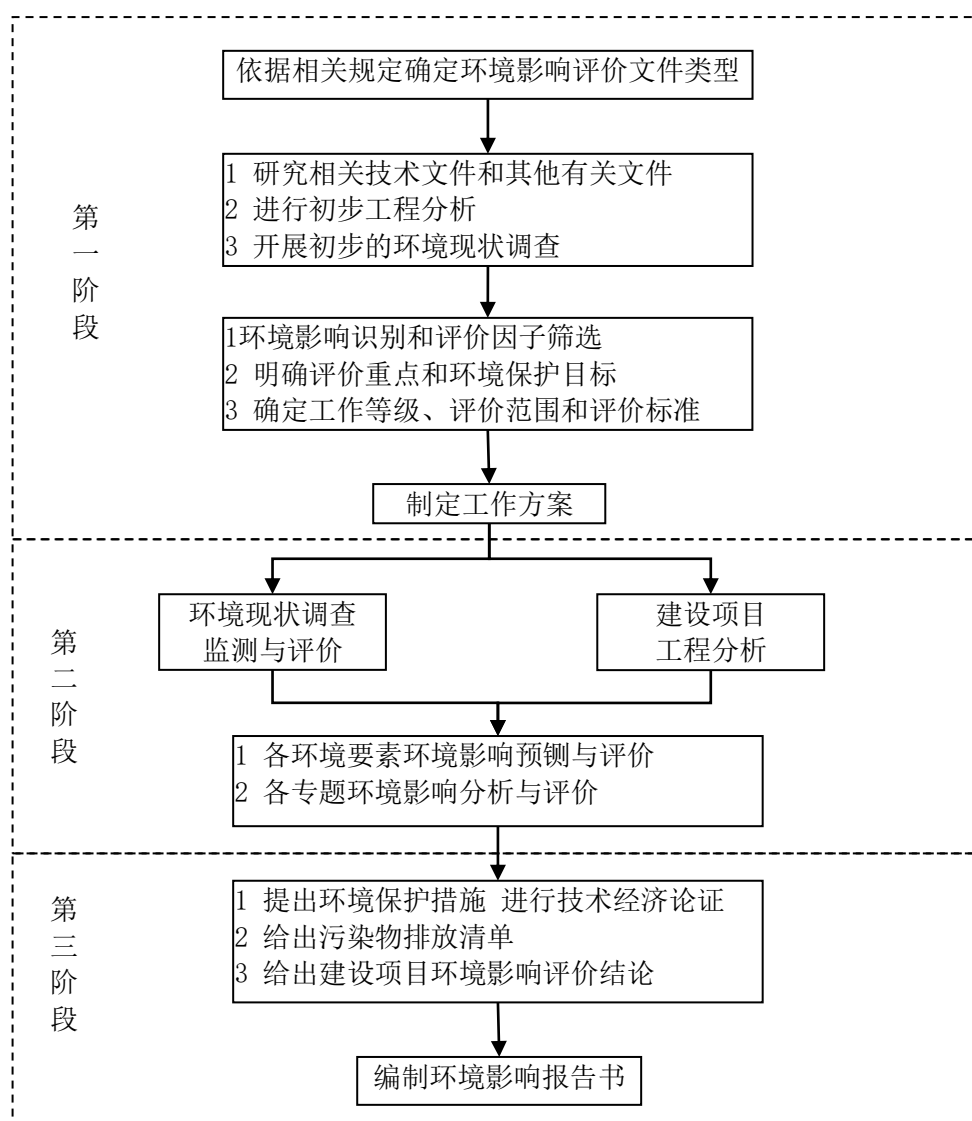 依据相关规定确定环境影响评价文件类型
第一阶段
1 研究相关技术文件和其他有关文件
2 进行初步工程分析
3 开展初步的环境现状调查
1环境影响识别和评价因子筛选
2 明确评价重点和环境保护目标
3 确定工作等级、评价范围和评价标准
制定工作方案
第二阶段
环境现状调查
监测与评价
建设项目
工程分析
1 各环境要素环境影响预铡与评价
2 各专题环境影响分析与评价
第三阶段
1 提出环境保护措施 进行技术经济论证
2 给出污染物排放清单
3 给出建设项目环境影响评价结论
编制环境影响报告书